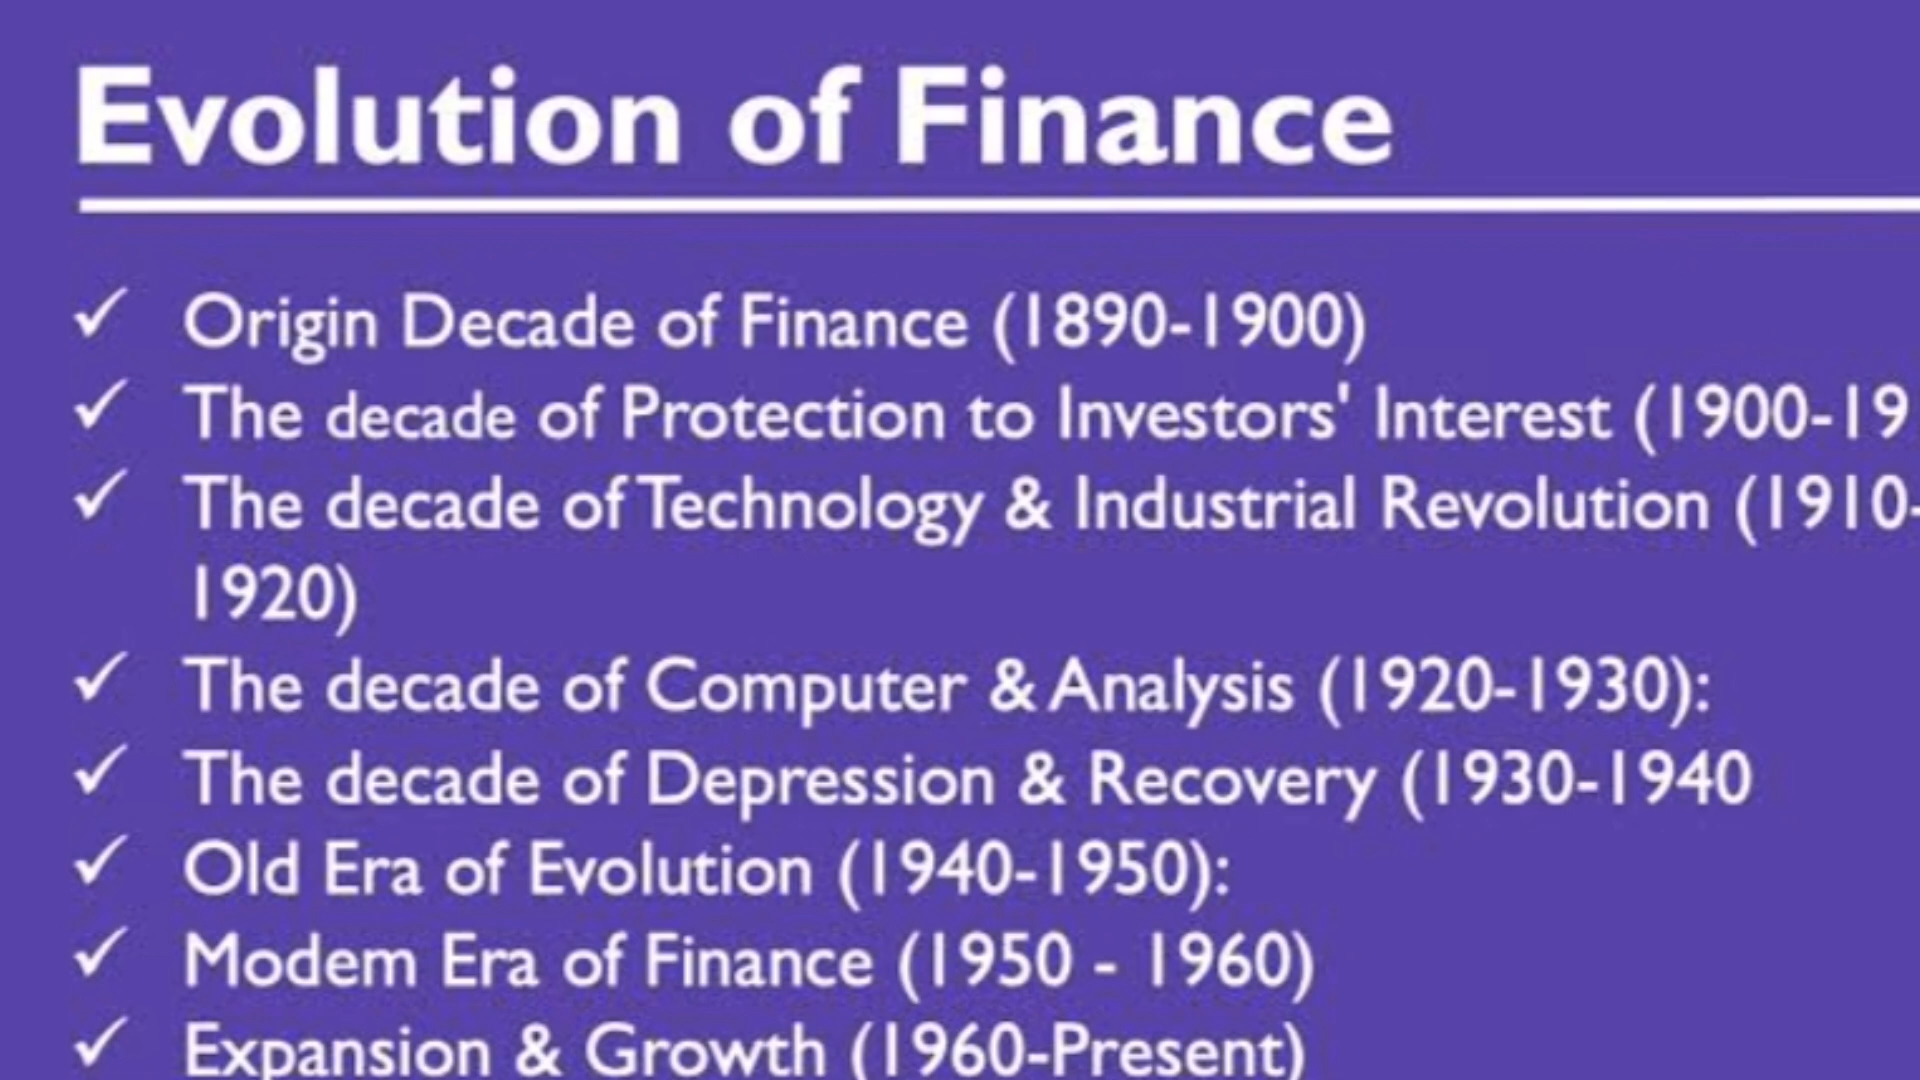 Evolution of Finance
✓ Origin Decade of Finance (1890-1900)
✓ The decade of Protection to Investors' Interest (1900-19
✓ The decade of Technology & Industrial Revolution (1910-
1920)
✓ The decade of Computer & Analysis (1920-1930):
✓ The decade of Depression & Recovery (1930-1940
✓ Old Era of Evolution (1940-1950):
✓ Modem Era of Finance (1950 - 1960)
✓ Expansion & Growth (1960-Present)